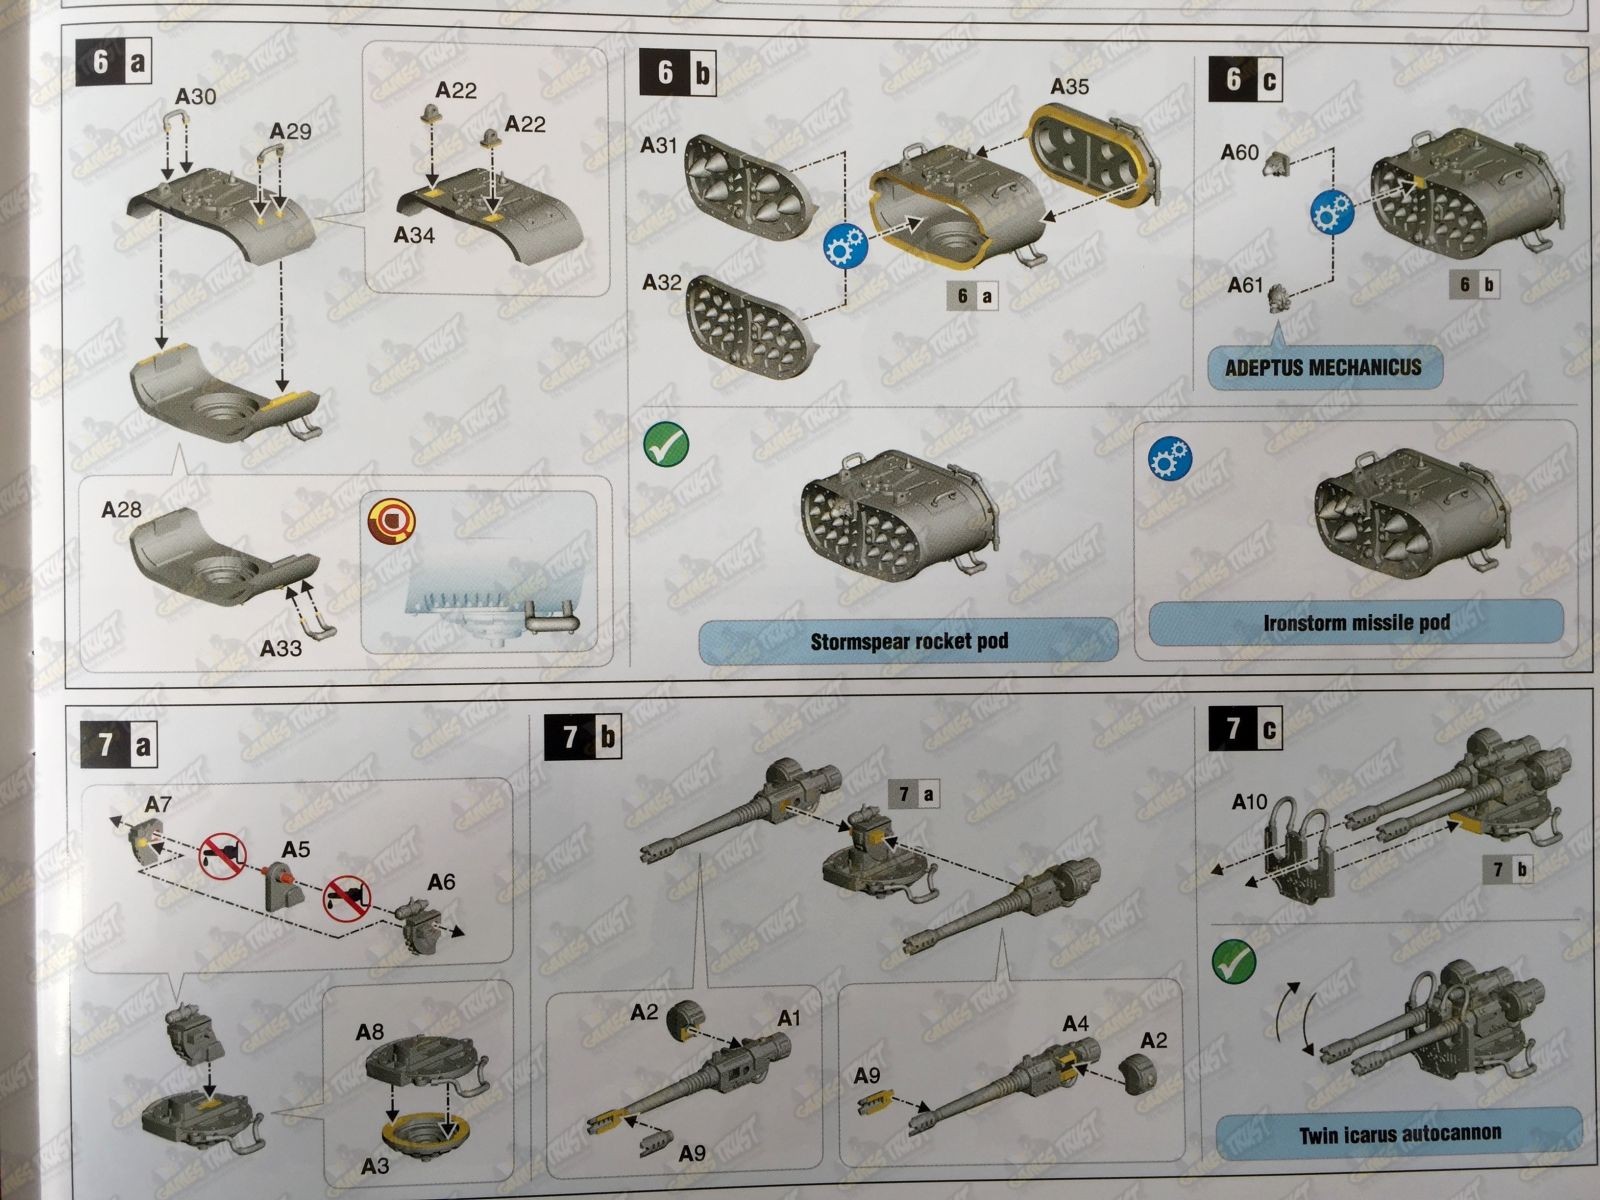 6 a
A30
A29
A22
A22
A34
A28
A33
6 b
A31
A32
A35
6 a
6 c
A60
A61
6 b
ADEPTUS MECHANICUS
Stormspear rocket pod
Ironstorm missile pod
7 a
A7
A5
A6
A8
A3
7 b
7 a
A2
A1
A9
A4
A2
A9
7 c
A10
7 b
Twin icarus autocannon
GAMES TRUST